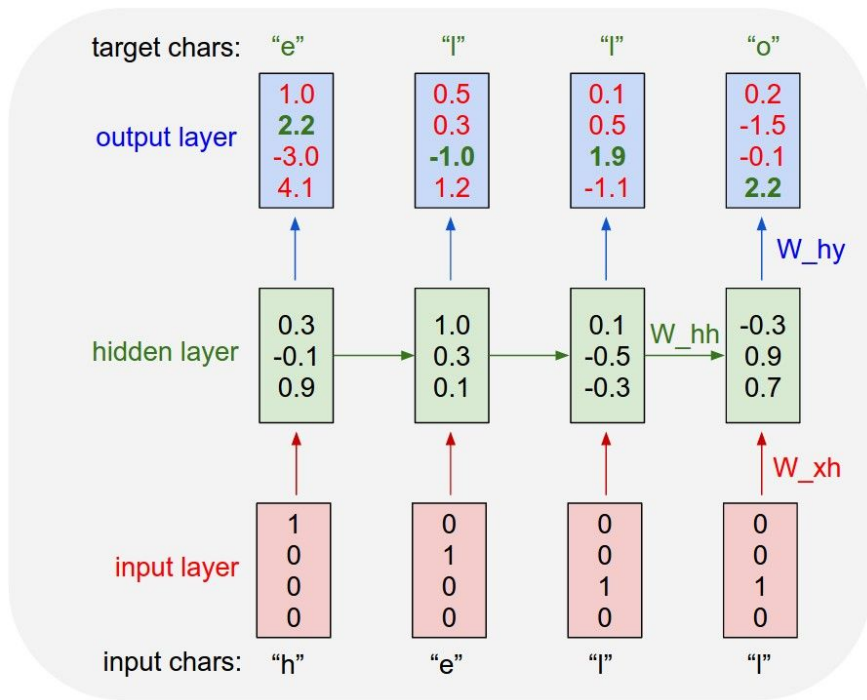 target chars: “e” “l” “l” “o”
1.0 0.5 0.1 0.2
2.2 0.3 0.5 -1.5
output layer
-3.0 -1.0 1.9 -0.1
4.1 1.2 -1.1 2.2
W_hy
0.3 1.0 0.1 -0.3
W_hh
hidden layer -0.1 0.3 -0.5 0.9
0.9 0.1 -0.3 0.7
W_xh
1 0 0 0
0 1 0 0
input layer
0 0 1 1
0 0 0 0
input chars: “h” “e” “l” “l”